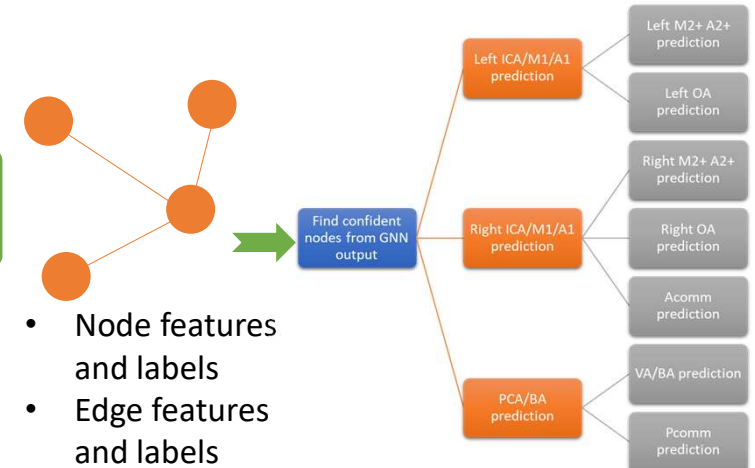 • Node features
and labels
• Edge features
and labels
Find confident
nodes from GNN
output
Left ICA/M1/A1
prediction
Right ICA/M1/A1
prediction
PCA/BA
prediction
Left M2+ A2+
prediction
Left OA
prediction
Right M2+ A2+
prediction
Right OA
prediction
Acomm
prediction
VA/BA prediction
Pcomm
prediction